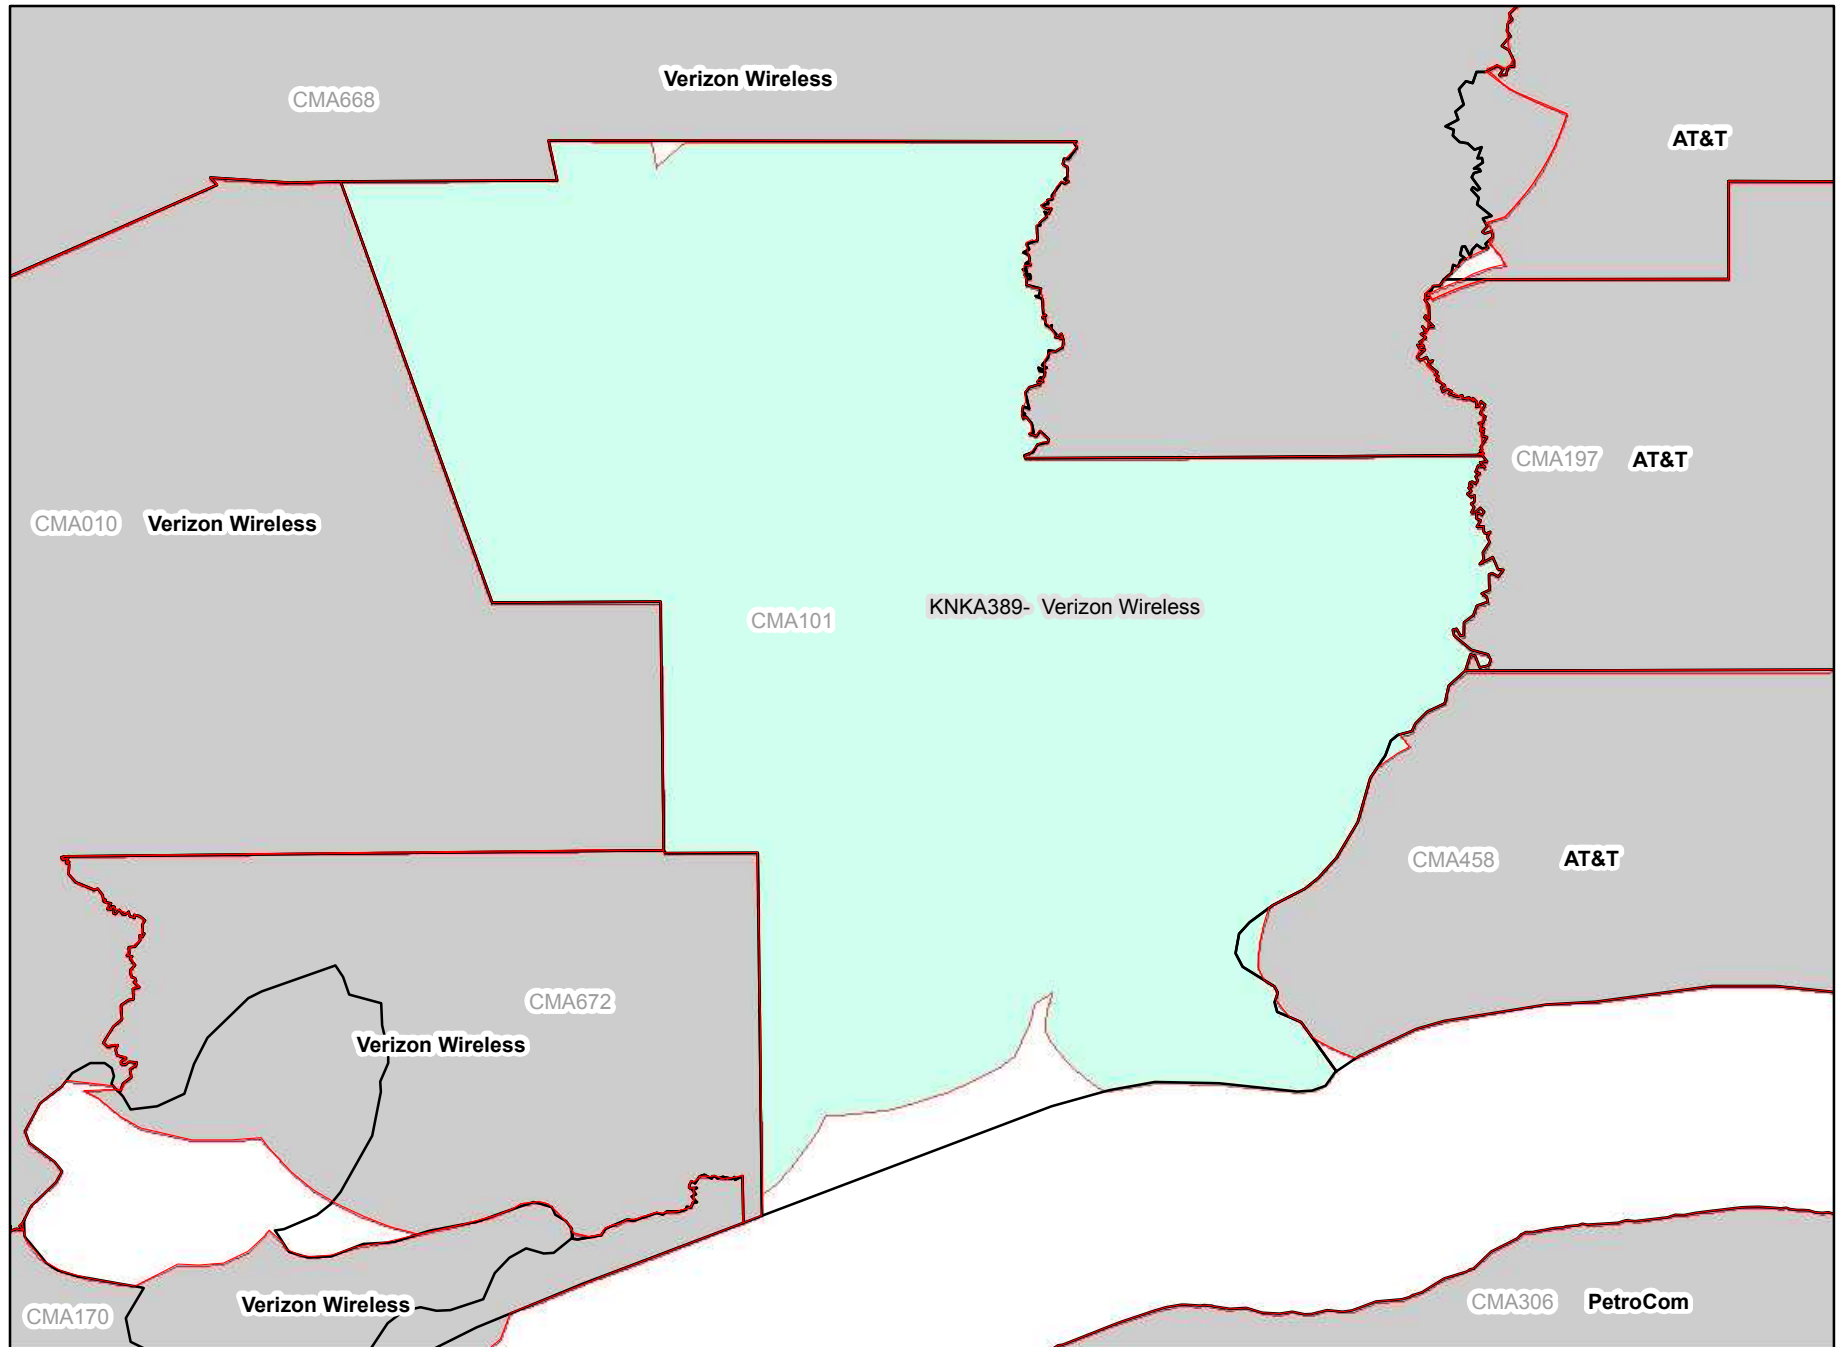 Verizon Wireless
CMA668
AT&T
CMA197 AT&T
CMA010 Verizon Wireless
KNKA389- Verizon Wireless
CMA101
CMA458 AT&T
CMA672
Verizon Wireless
CMA306 PetroCom
Verizon Wireless
CMA170